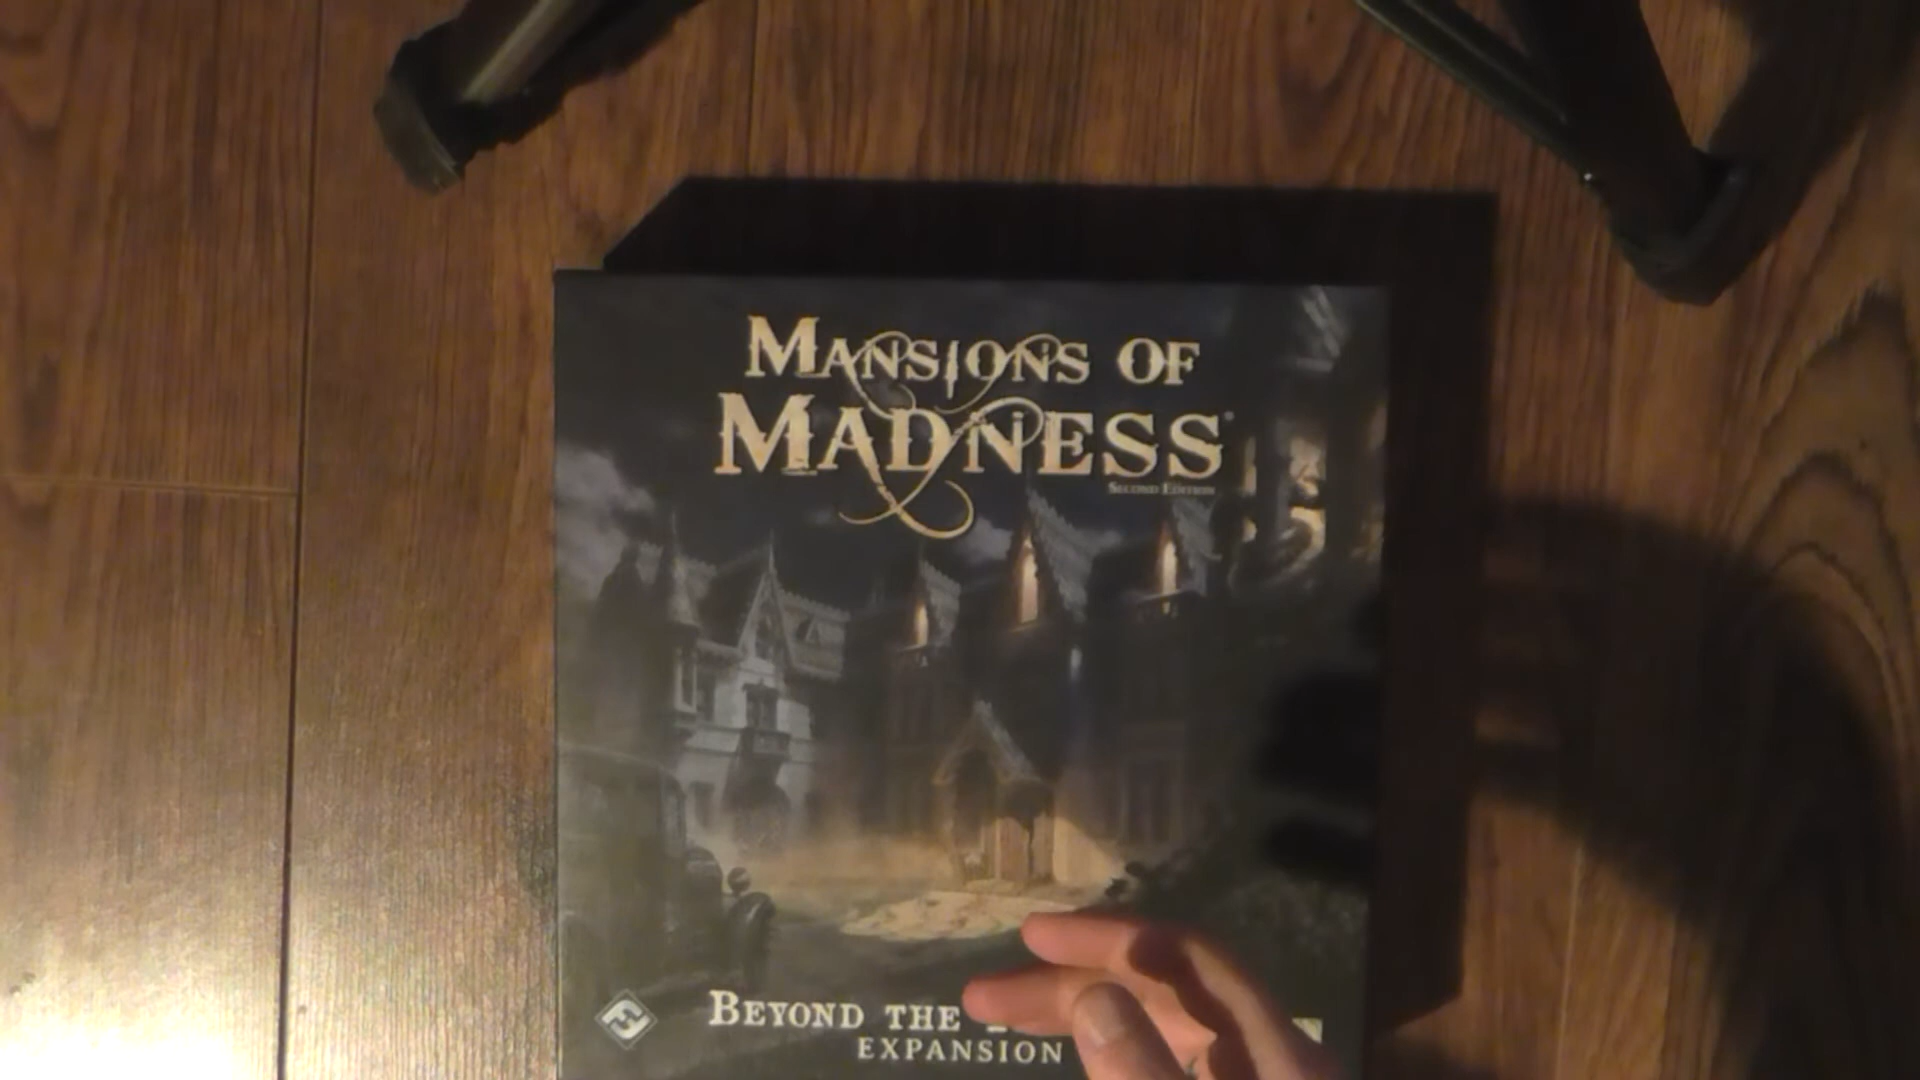 MANSIONS OF
MADNESS
SECOND EDITION
BEYOND THE
EXPANSION